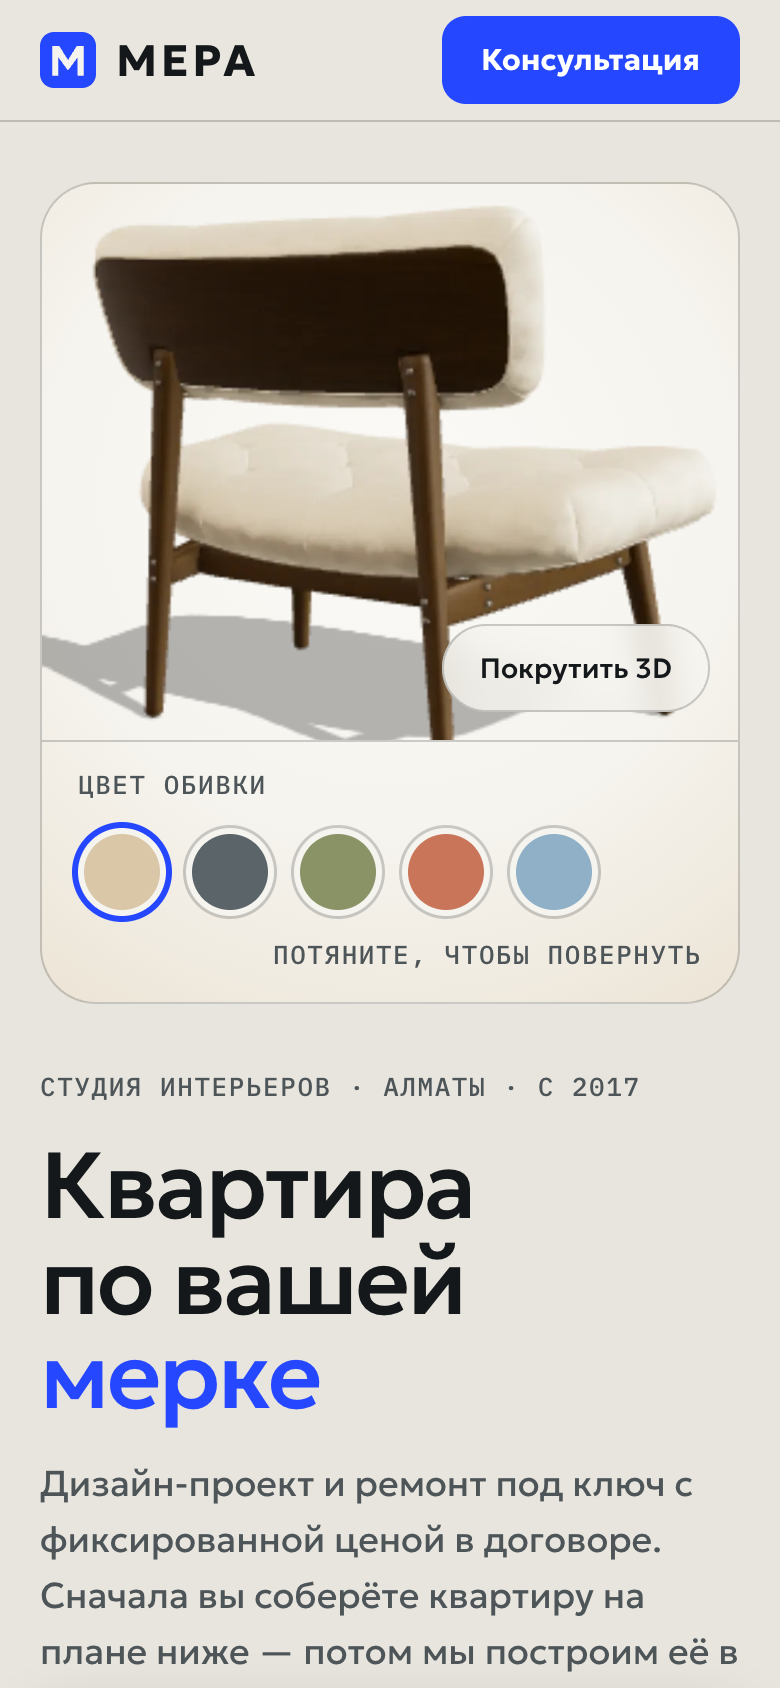 М МЕРА
Консультация
Покрутить 3D
ЦВЕТ ОБИВКИ
ПОТЯНИТЕ, ЧТОБЫ ПОВЕРНУТЬ
СТУДИЯ ИНТЕРЬЕРОВ · АЛМАТЫ · С 2017
Квартира
по вашей
мерке
Дизайн-проект и ремонт под ключ с
фиксированной ценой в договоре.
Сначала вы соберёте квартиру на
плане ниже — потом мы построим её в